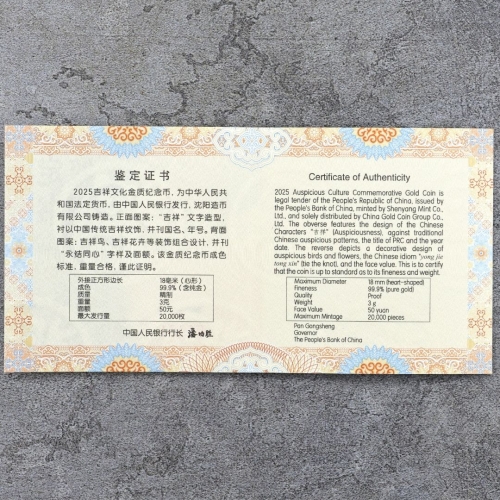 鉴定证书
2025吉祥文化金质纪念币，为中华人民共
和国法定货币，由中国人民银行发行，沈阳造币
有限公司铸造。正面图案：“吉祥”文字造型，
衬以中国传统吉祥纹饰，并刊国名、年号。背面
图案：吉祥鸟、吉祥花卉等装饰组合设计，并刊
“永结同心”字样及面额。该金质纪念币成色
标准，重量合格，谨此证明。
外接正方形边长 18毫米（心形）
成色 99.9%（含纯金）
质量 精制
重量 3克
面额 50元
最大发行量 20,000枚
中国人民银行行长 潘功胜
Certificate of Authenticity
2025 Auspicious Culture Commemorative Gold Coin is
legal tender of the People's Republic of China, issued by
the People's Bank of China, minted by Shenyang Mint Co.,
Ltd., and solely distributed by China Gold Coin Group Co.,
Ltd. The obverse features the design of the Chinese
Characters "吉祥" (Auspiciousness), against traditional
Chinese auspicious patterns, the title of PRC and the year
date. The reverse depicts a decorative design of
auspicious birds and flowers, the Chinese idiom "yong jie
tong xin" (tie the knot), and the face value. This is to certify
that the coin is up to standard as to its fineness and weight.
Maximum Diameter 18 mm (heart-shaped)
Fineness 99.9% (pure gold)
Quality Proof
Weight 3 g
Face Value 50 yuan
Maximum Mintage 20,000 pieces
Pan Gongsheng
Governor
The People's Bank of China